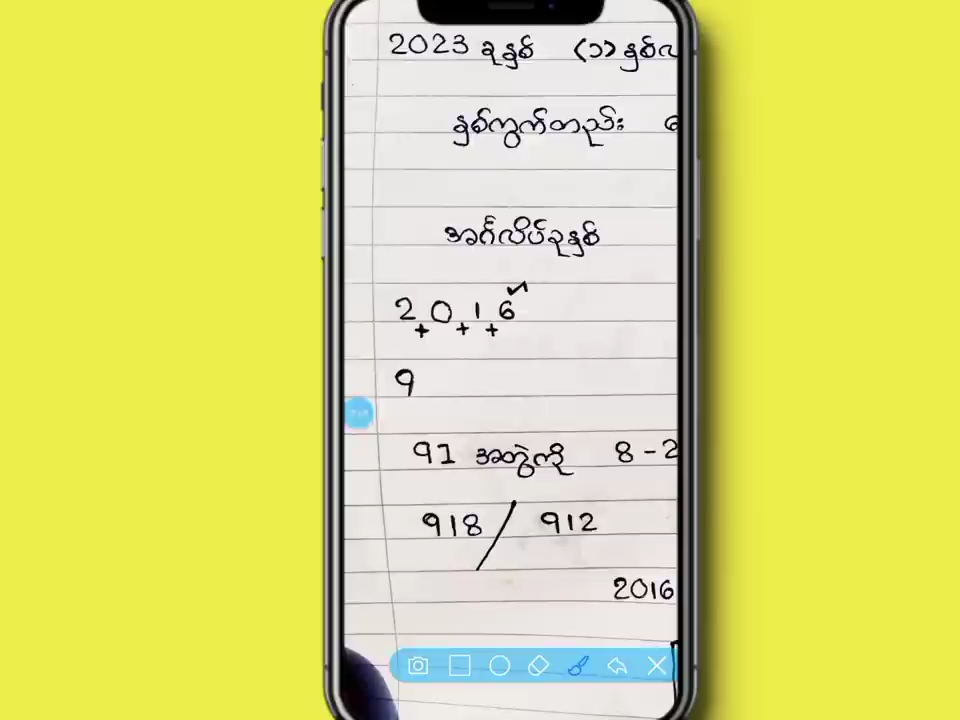 2023 ခုနှစ် (၁) နှစ်လ
နှစ်ကွက်တည်း
အင်္ဂလိပ်ခုနှစ်
2 0 1 6 ✓
+ + +
9
91 အတွဲကို 8-2
918 / 912
2016